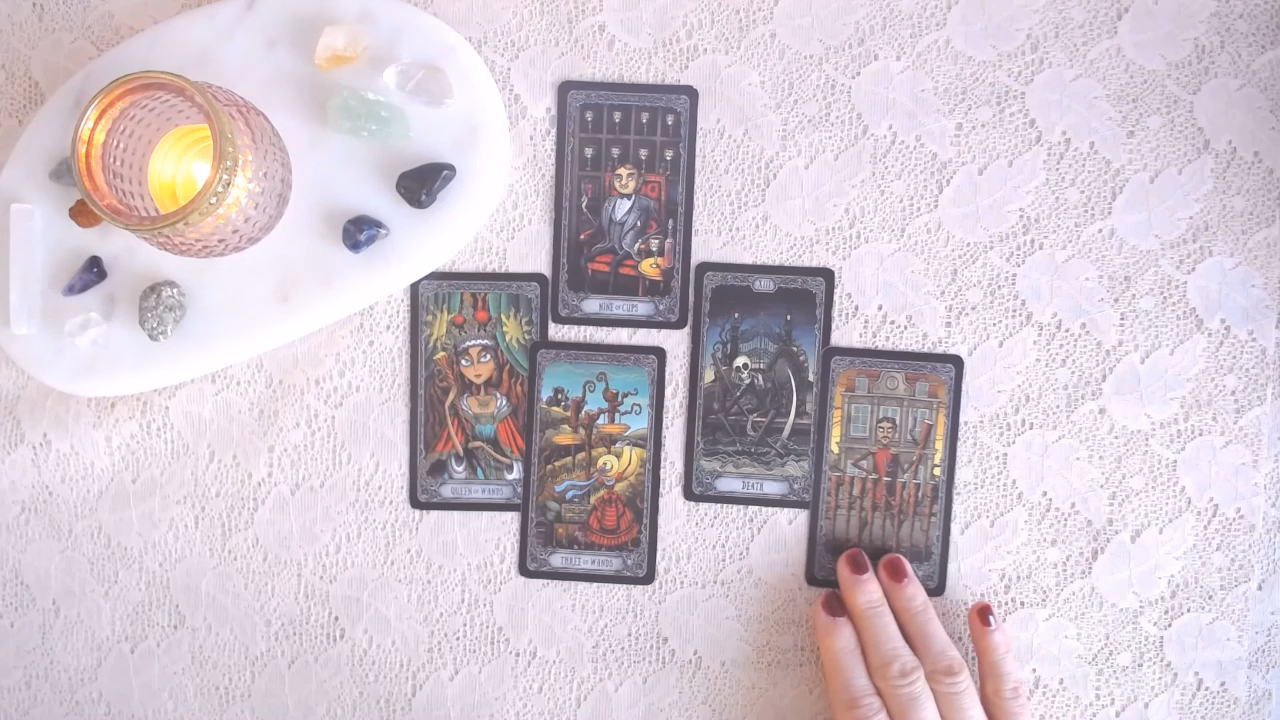 NINE OF CUPS
XIII
QUEEN OF WANDS
DEATH
THREE OF WANDS